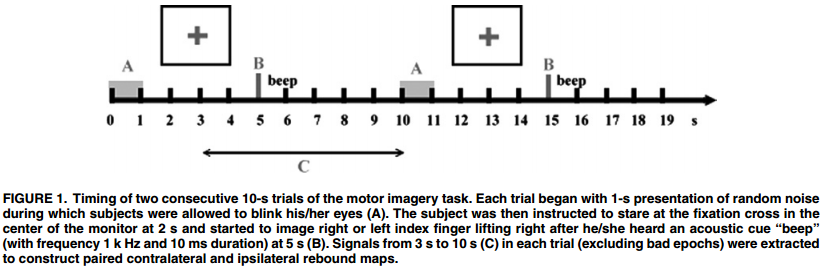 A B A B
beep beep
0 1 2 3 4 5 6 7 8 9 10 11 12 13 14 15 16 17 18 19 s
C
FIGURE 1. Timing of two consecutive 10-s trials of the motor imagery task. Each trial began with 1-s presentation of random noise
during which subjects were allowed to blink his/her eyes (A). The subject was then instructed to stare at the fixation cross in the
center of the monitor at 2 s and started to image right or left index finger lifting right after he/she heard an acoustic cue “beep”
(with frequency 1 k Hz and 10 ms duration) at 5 s (B). Signals from 3 s to 10 s (C) in each trial (excluding bad epochs) were extracted
to construct paired contralateral and ipsilateral rebound maps.